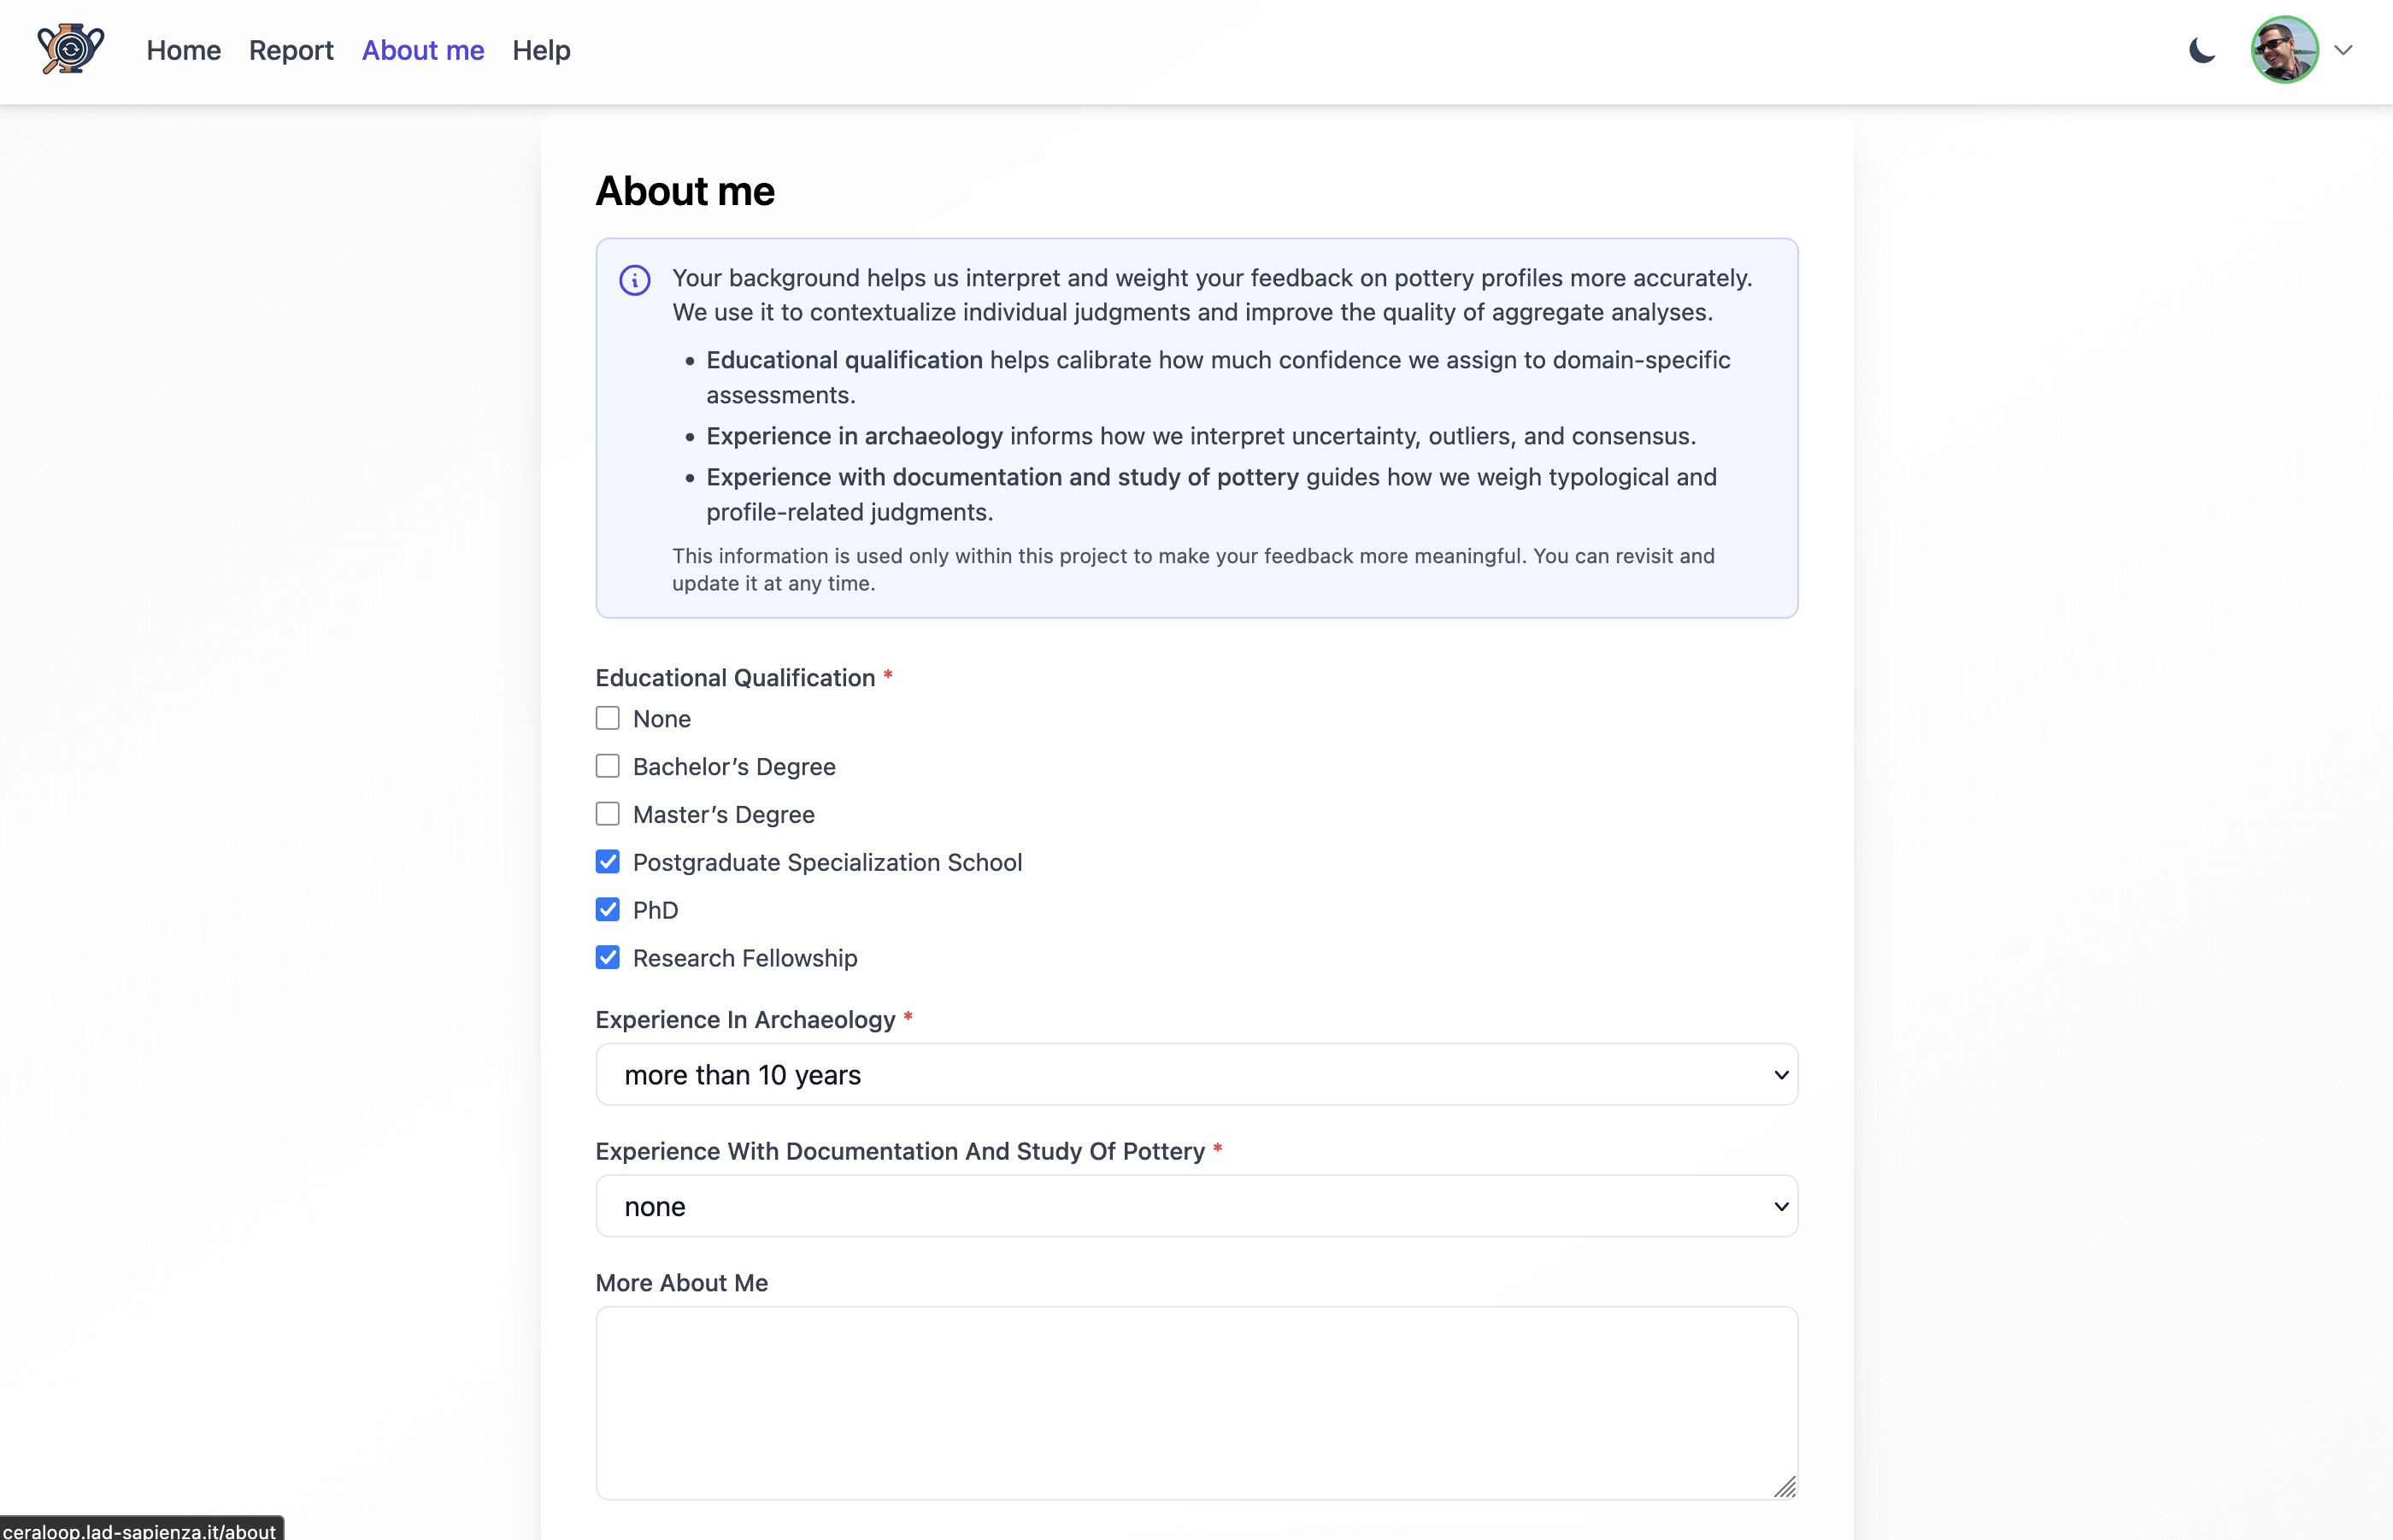 Home Report About me Help
About me
Your background helps us interpret and weight your feedback on pottery profiles more accurately.
We use it to contextualize individual judgments and improve the quality of aggregate analyses.
• Educational qualification helps calibrate how much confidence we assign to domain-specific
assessments.
• Experience in archaeology informs how we interpret uncertainty, outliers, and consensus.
• Experience with documentation and study of pottery guides how we weigh typological and
profile-related judgments.
This information is used only within this project to make your feedback more meaningful. You can revisit and
update it at any time.
Educational Qualification *
None
Bachelor’s Degree
Master’s Degree
Postgraduate Specialization School
PhD
Research Fellowship
Experience In Archaeology *
more than 10 years
Experience With Documentation And Study Of Pottery *
none
More About Me
ceraloop.lad-sapienza.it/about